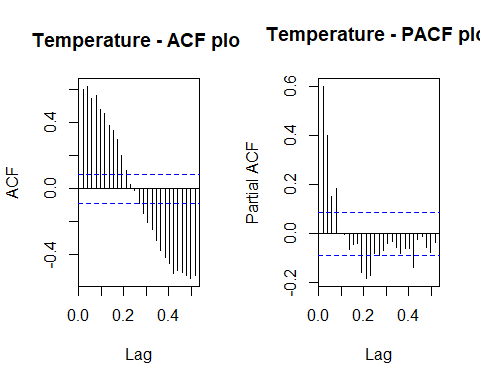 Temperature - ACF plo
ACF
0.4
0.0
-0.4
0.0 0.2 0.4
Lag
Temperature - PACF plo
Partial ACF
0.6
0.4
0.2
0.0
-0.2
0.0 0.2 0.4
Lag